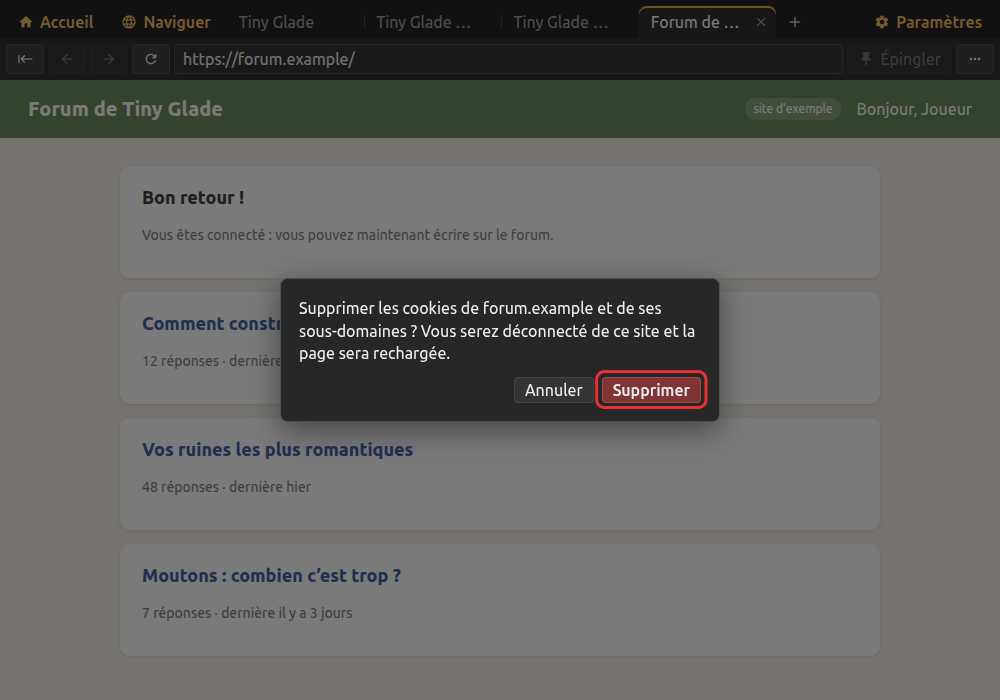 Accueil
Naviguer
Tiny Glade
Tiny Glade ...
Tiny Glade ...
Forum de ...
Paramètres
https://forum.example/
Épingler
Forum de Tiny Glade
site d'exemple
Bonjour, Joueur
Bon retour !
Vous êtes connecté : vous pouvez maintenant écrire sur le forum.
Supprimer les cookies de forum.example et de ses
sous-domaines ? Vous serez déconnecté de ce site et la
page sera rechargée.
Annuler
Supprimer
Comment constr
12 réponses · dernière
Vos ruines les plus romantiques
48 réponses · dernière hier
Moutons : combien c’est trop ?
7 réponses · dernière il y a 3 jours